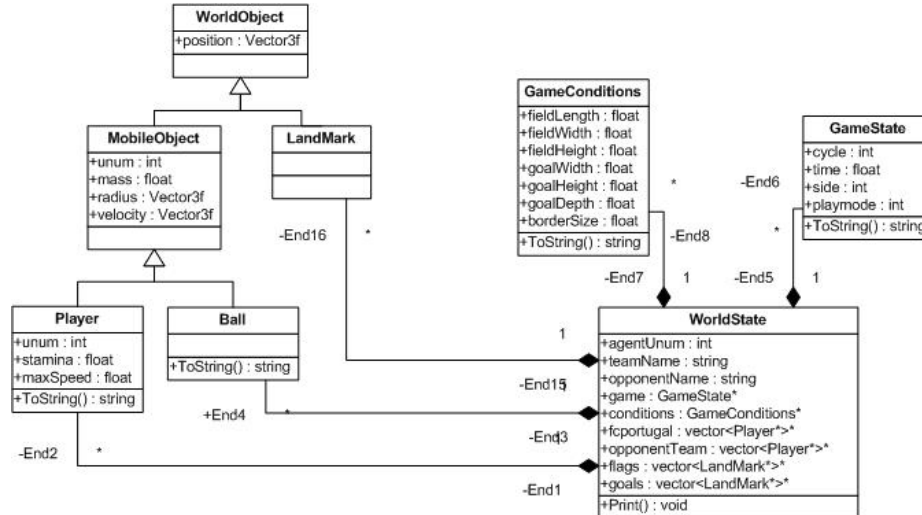 WorldObject
+position : Vector3f
MobileObject
+unum : int
+mass : float
+radius : Vector3f
+velocity : Vector3f
LandMark
GameConditions
+fieldLength : float
+fieldWidth : float
+fieldHeight : float
+goalWidth : float
+goalHeight : float
+goalDepth : float
+borderSize : float
+ToString() : string
GameState
+cycle : int
+time : float
+side : int
+playmode : int
+ToString() : string
-End6
*
-End16
*
*
-End8
-End7
1
-End5
1
Player
+unum : int
+stamina : float
+maxSpeed : float
+ToString() : string
Ball
+ToString() : string
WorldState
+agentUnum : int
+teamName : string
+opponentName : string
+game : GameState*
+conditions : GameConditions*
+fcportugal : vector<Player*>*
+opponentTeam : vector<Player*>*
+flags : vector<LandMark*>*
+goals : vector<LandMark*>*
+Print() : void
1
-End15
+End4
*
-End3
-End2
*
-End1